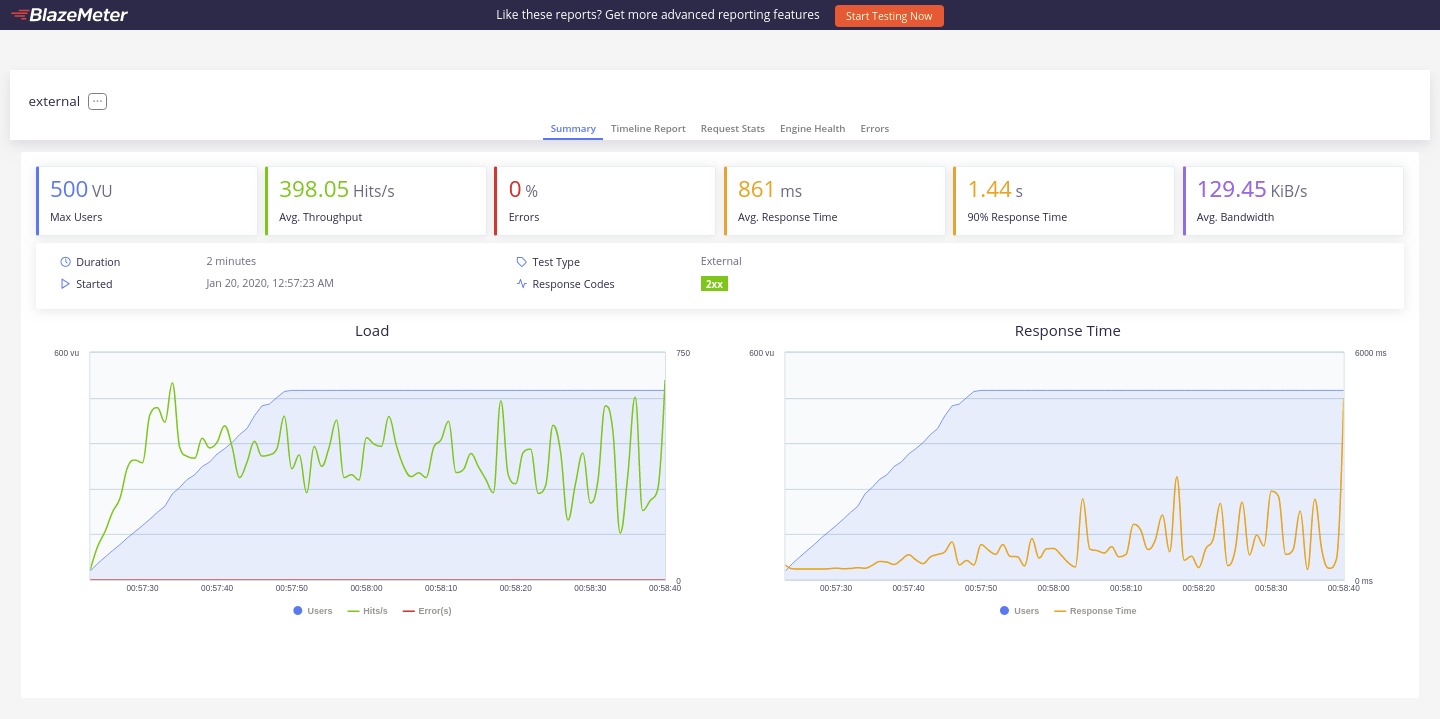 BlazeMeter
Like these reports? Get more advanced reporting features Start Testing Now
external ...
Summary Timeline Report Request Stats Engine Health Errors
500 VU
Max Users
398.05 Hits/s
Avg. Throughput
0 %
Errors
861 ms
Avg. Response Time
1.44 s
90% Response Time
129.45 KiB/s
Avg. Bandwidth
Duration 2 minutes Test Type External
Started Jan 20, 2020, 12:57:23 AM Response Codes 2xx
Load
600 vu 750
0
00:57:30 00:57:40 00:57:50 00:58:00 00:58:10 00:58:20 00:58:30 00:58:40
Users Hits/s Error(s)
Response Time
600 vu 6000 ms
0 ms
00:57:30 00:57:40 00:57:50 00:58:00 00:58:10 00:58:20 00:58:30 00:58:40
Users Response Time